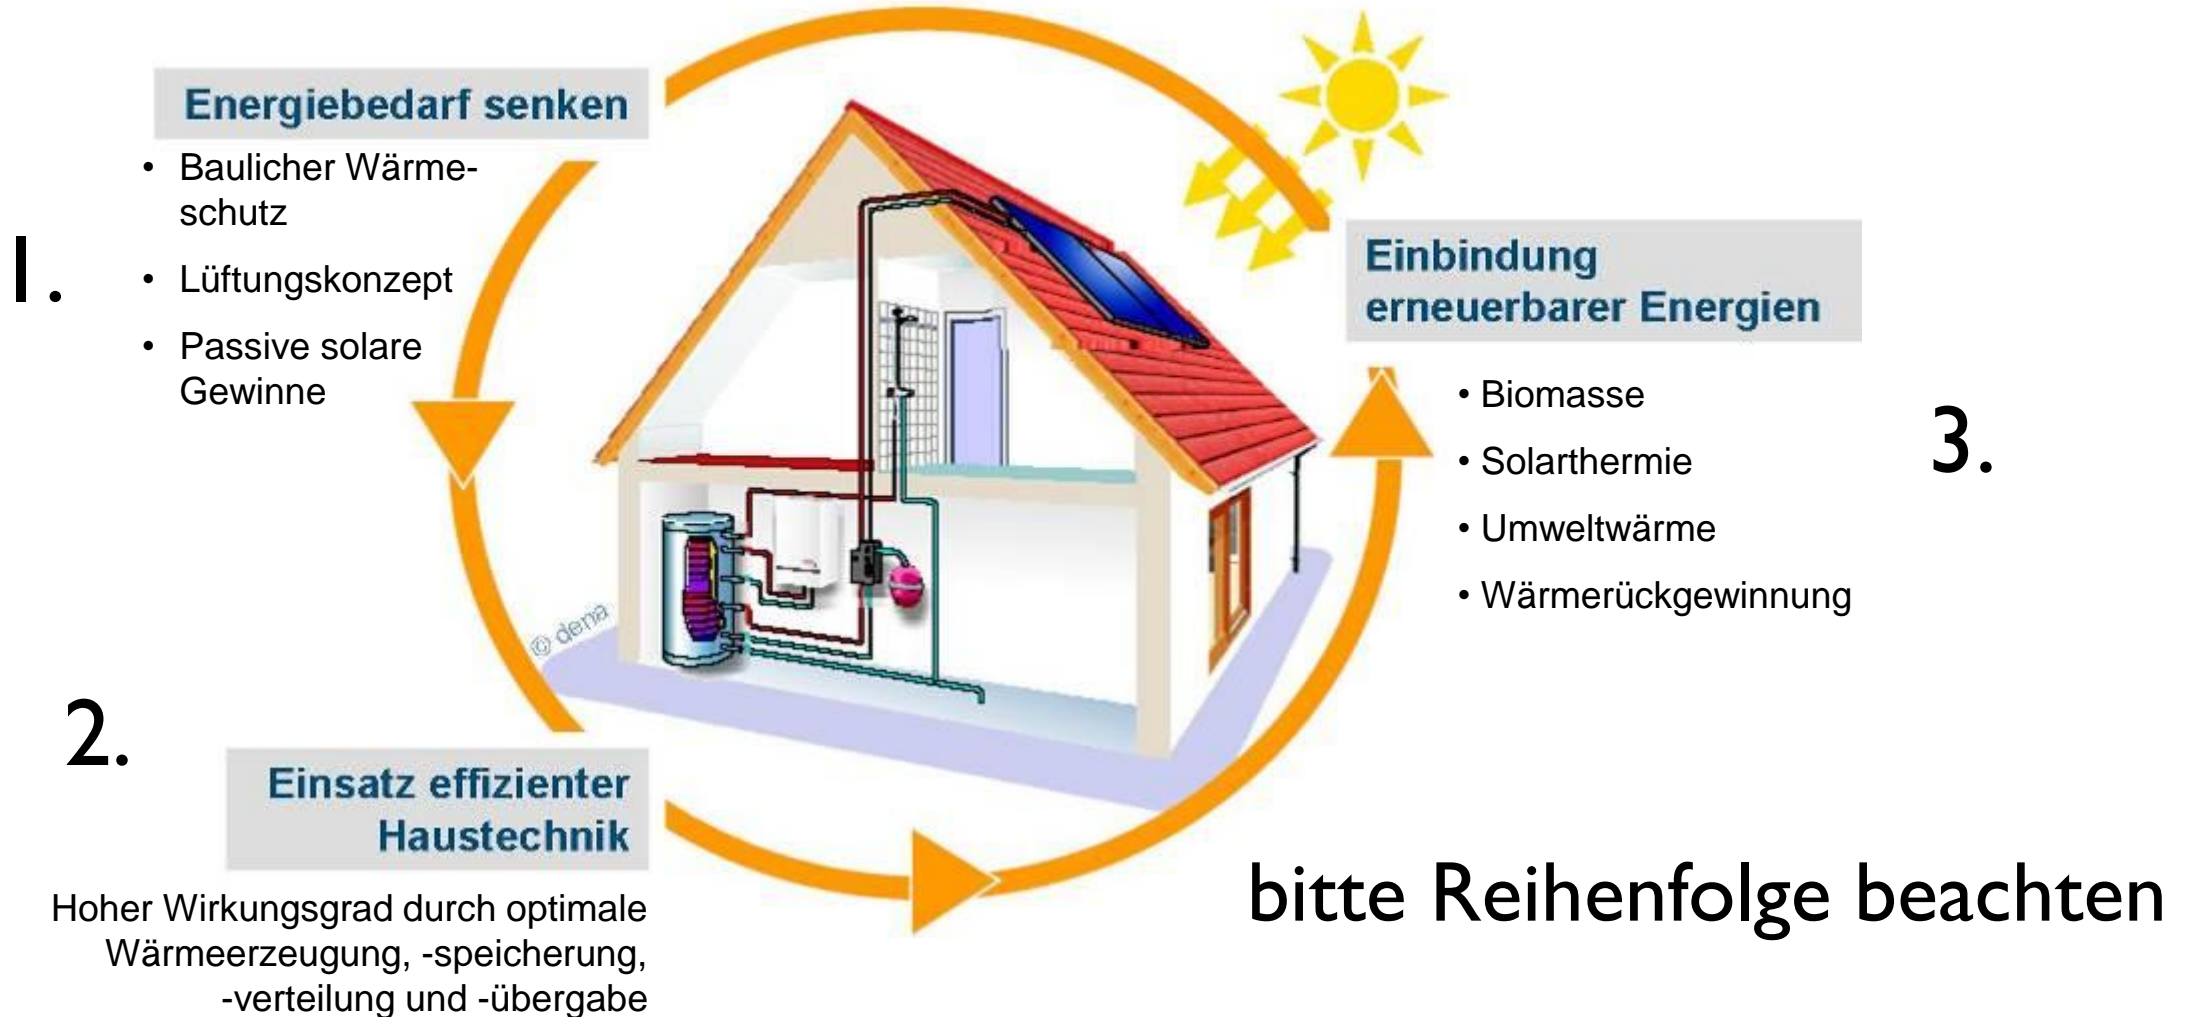 1.
Energiebedarf senken
• Baulicher Wärme-
schutz
• Lüftungskonzept
• Passive solare
Gewinne
2.
Einsatz effizienter
Haustechnik
Hoher Wirkungsgrad durch optimale
Wärmeerzeugung, -speicherung,
-verteilung und -übergabe
3.
Einbindung
erneuerbarer Energien
• Biomasse
• Solarthermie
• Umweltwärme
• Wärmerückgewinnung
© dena
bitte Reihenfolge beachten